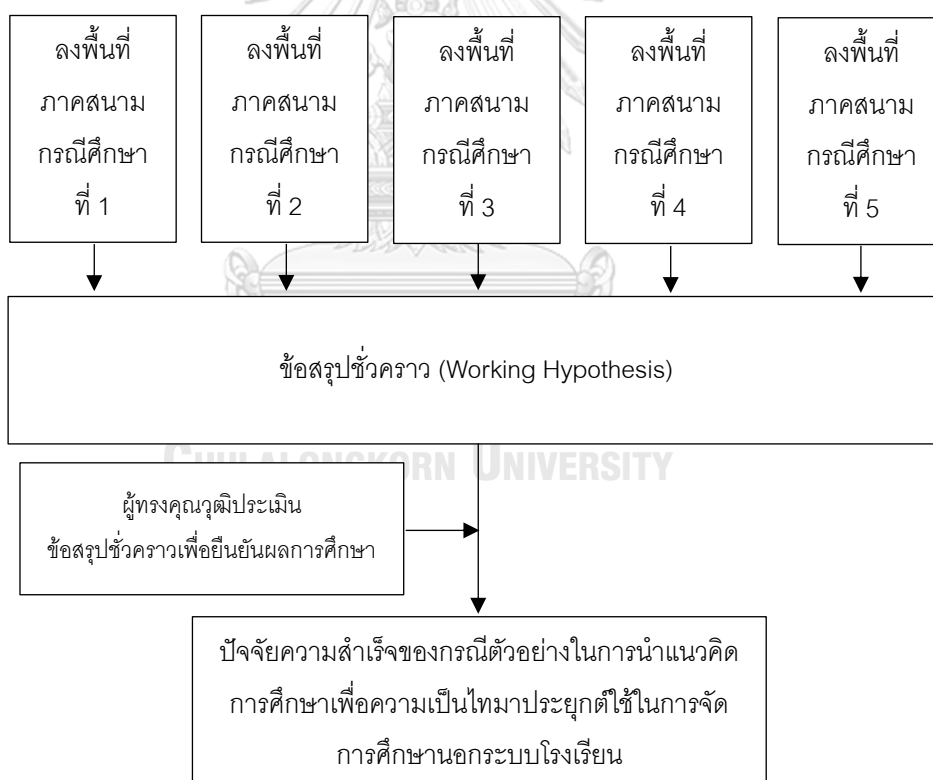 ลงพื้นที่
ภาคสนาม
กรณีศึกษา
ที่ 1
ลงพื้นที่
ภาคสนาม
กรณีศึกษา
ที่ 2
ลงพื้นที่
ภาคสนาม
กรณีศึกษา
ที่ 3
ลงพื้นที่
ภาคสนาม
กรณีศึกษา
ที่ 4
ลงพื้นที่
ภาคสนาม
กรณีศึกษา
ที่ 5
ข้อสรุปชั่วคราว (Working Hypothesis)
CHULALONGKORN UNIVERSITY
ผู้ทรงคุณวุฒิประเมิน
ข้อสรุปชั่วคราวเพื่อยืนยันผลการศึกษา
ปัจจัยความสำเร็จของกรณีตัวอย่างในการนำแนวคิด
การศึกษาเพื่อความเป็นไทมาประยุกต์ใช้ในการจัด
การศึกษานอกระบบโรงเรียน